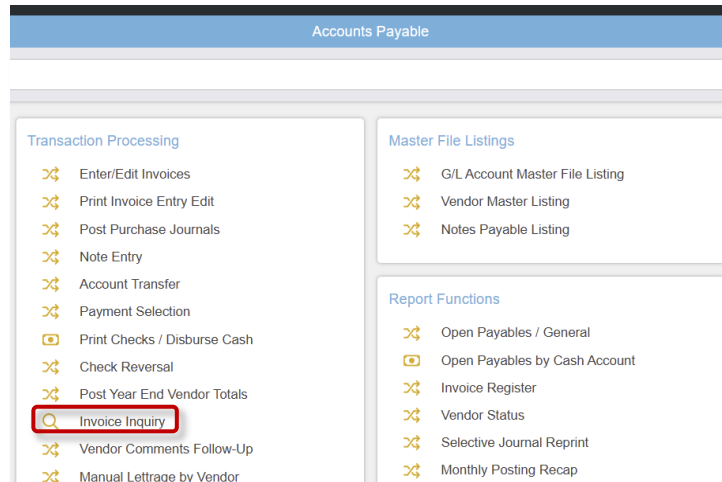 Accounts Payable
Transaction Processing
Enter/Edit Invoices
Print Invoice Entry Edit
Post Purchase Journals
Note Entry
Account Transfer
Payment Selection
Print Checks / Disburse Cash
Check Reversal
Post Year End Vendor Totals
Invoice Inquiry
Vendor Comments Follow-Up
Manual Lettrage by Vendor
Master File Listings
G/L Account Master File Listing
Vendor Master Listing
Notes Payable Listing
Report Functions
Open Payables / General
Open Payables by Cash Account
Invoice Register
Vendor Status
Selective Journal Reprint
Monthly Posting Recap